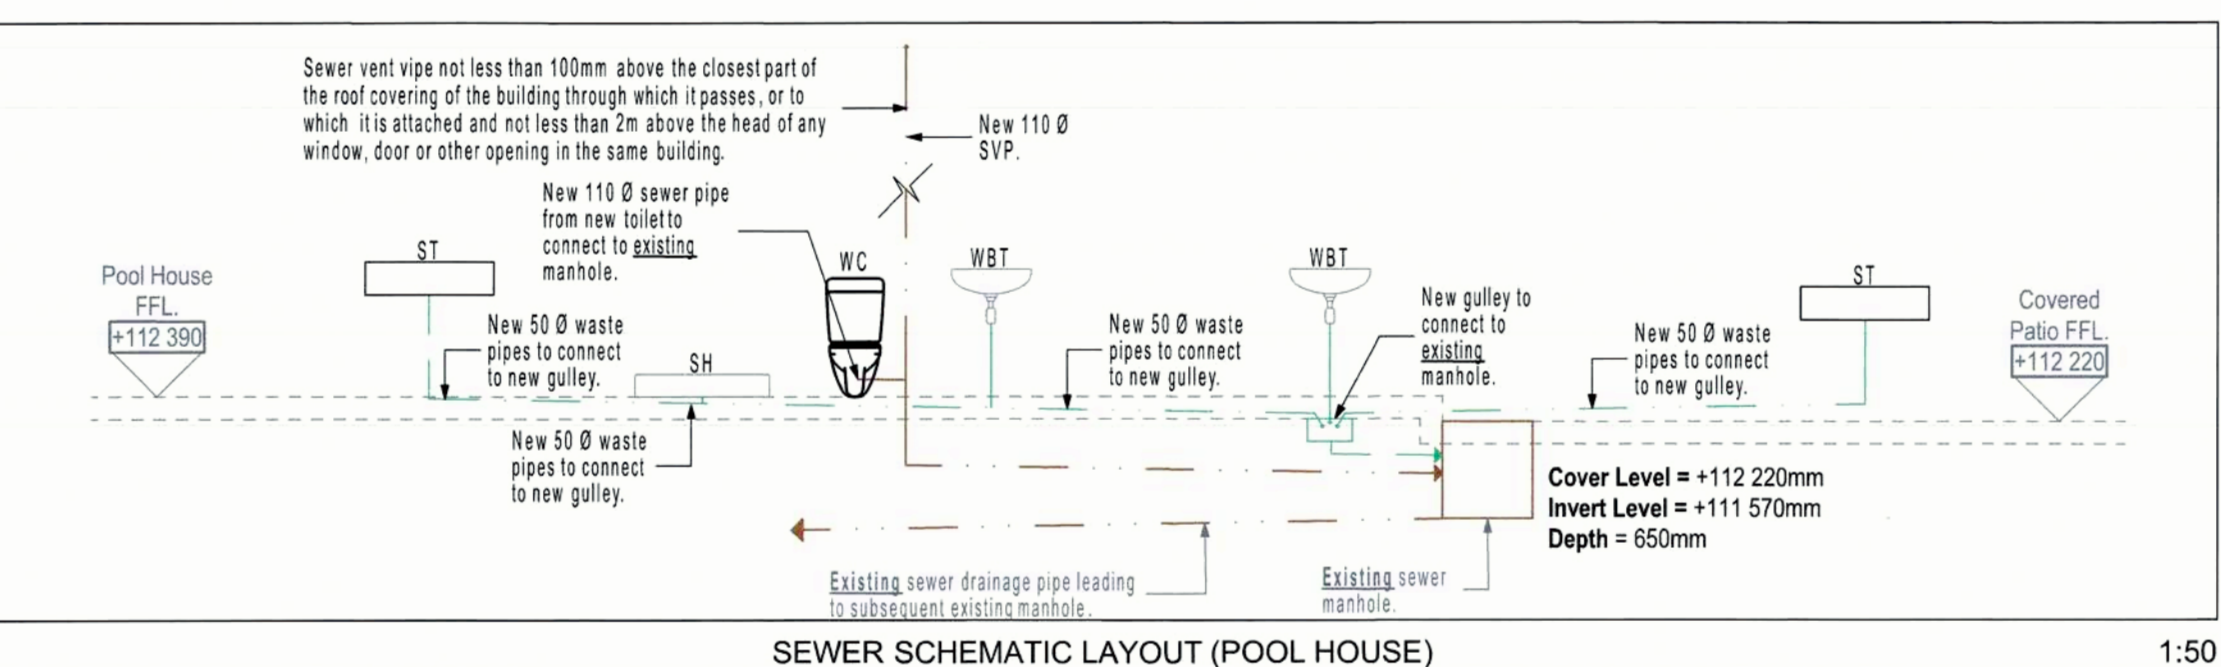 Sewer vent vipe not less than 100mm above the closest part of
the roof covering of the building through which it passes, or to
which it is attached and not less than 2m above the head of any
window, door or other opening in the same building.
New 110 Ø
SVP.
New 110 Ø sewer pipe
from new toilet to
connect to existing
manhole.
ST
WC
WBT
WBT
ST
Pool House
FFL.
+112 390
New 50 Ø waste
pipes to connect
to new gulley.
SH
New 50 Ø waste
pipes to connect
to new gulley.
New gulley to
connect to
existing
manhole.
New 50 Ø waste
pipes to connect
to new gulley.
Covered
Patio FFL.
+112 220
New 50 Ø waste
pipes to connect
to new gulley.
Cover Level = +112 220mm
Invert Level = +111 570mm
Depth = 650mm
Existing sewer drainage pipe leading
to subsequent existing manhole.
Existing sewer
manhole.
SEWER SCHEMATIC LAYOUT (POOL HOUSE)
1:50